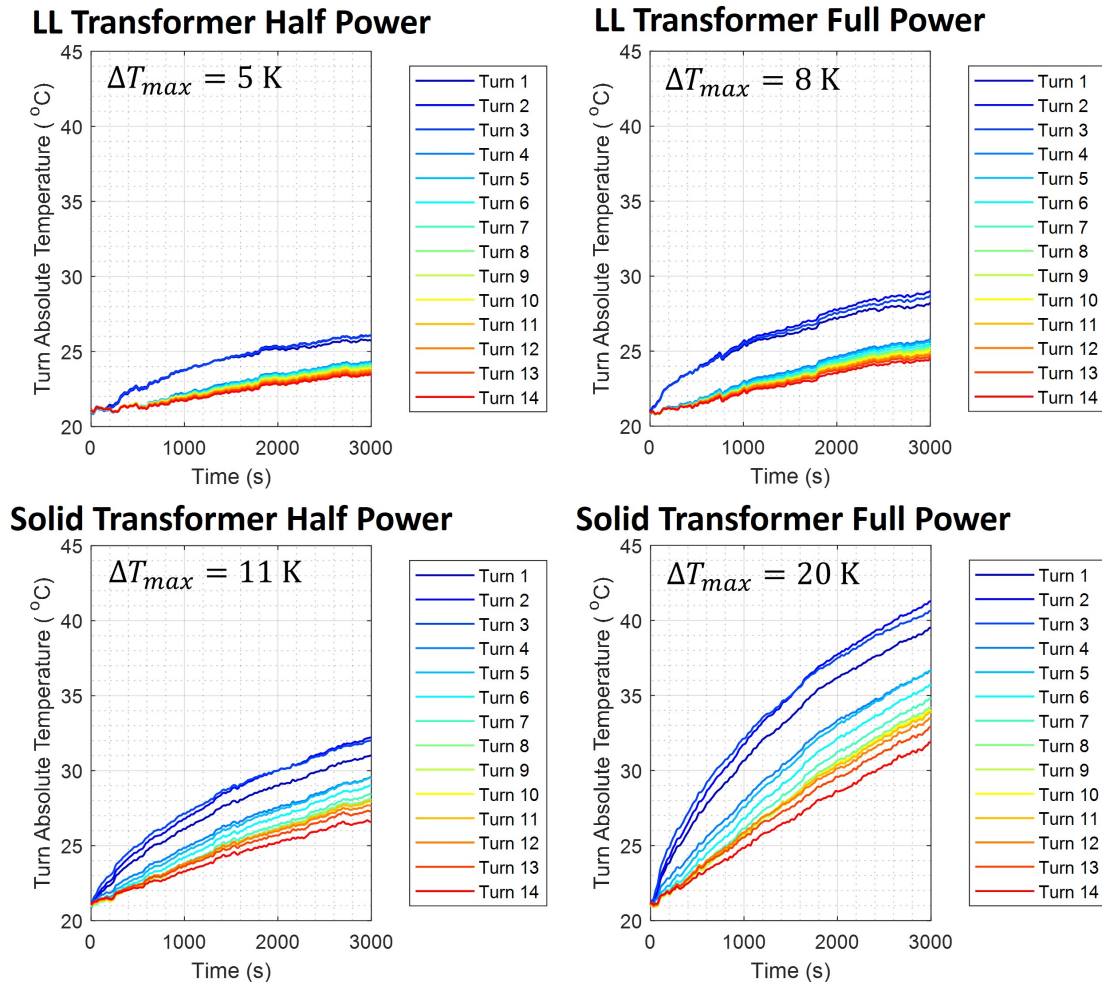 LL Transformer Half Power
ΔT_max = 5 K
45
40
35
30
25
20
0 1000 2000 3000
Time (s)
Turn Absolute Temperature ( °C)
Turn 1
Turn 2
Turn 3
Turn 4
Turn 5
Turn 6
Turn 7
Turn 8
Turn 9
Turn 10
Turn 11
Turn 12
Turn 13
Turn 14
LL Transformer Full Power
ΔT_max = 8 K
45
40
35
30
25
20
0 1000 2000 3000
Time (s)
Turn Absolute Temperature ( °C)
Turn 1
Turn 2
Turn 3
Turn 4
Turn 5
Turn 6
Turn 7
Turn 8
Turn 9
Turn 10
Turn 11
Turn 12
Turn 13
Turn 14
Solid Transformer Half Power
ΔT_max = 11 K
45
40
35
30
25
20
0 1000 2000 3000
Time (s)
Turn Absolute Temperature ( °C)
Turn 1
Turn 2
Turn 3
Turn 4
Turn 5
Turn 6
Turn 7
Turn 8
Turn 9
Turn 10
Turn 11
Turn 12
Turn 13
Turn 14
Solid Transformer Full Power
ΔT_max = 20 K
45
40
35
30
25
20
0 1000 2000 3000
Time (s)
Turn Absolute Temperature ( °C)
Turn 1
Turn 2
Turn 3
Turn 4
Turn 5
Turn 6
Turn 7
Turn 8
Turn 9
Turn 10
Turn 11
Turn 12
Turn 13
Turn 14